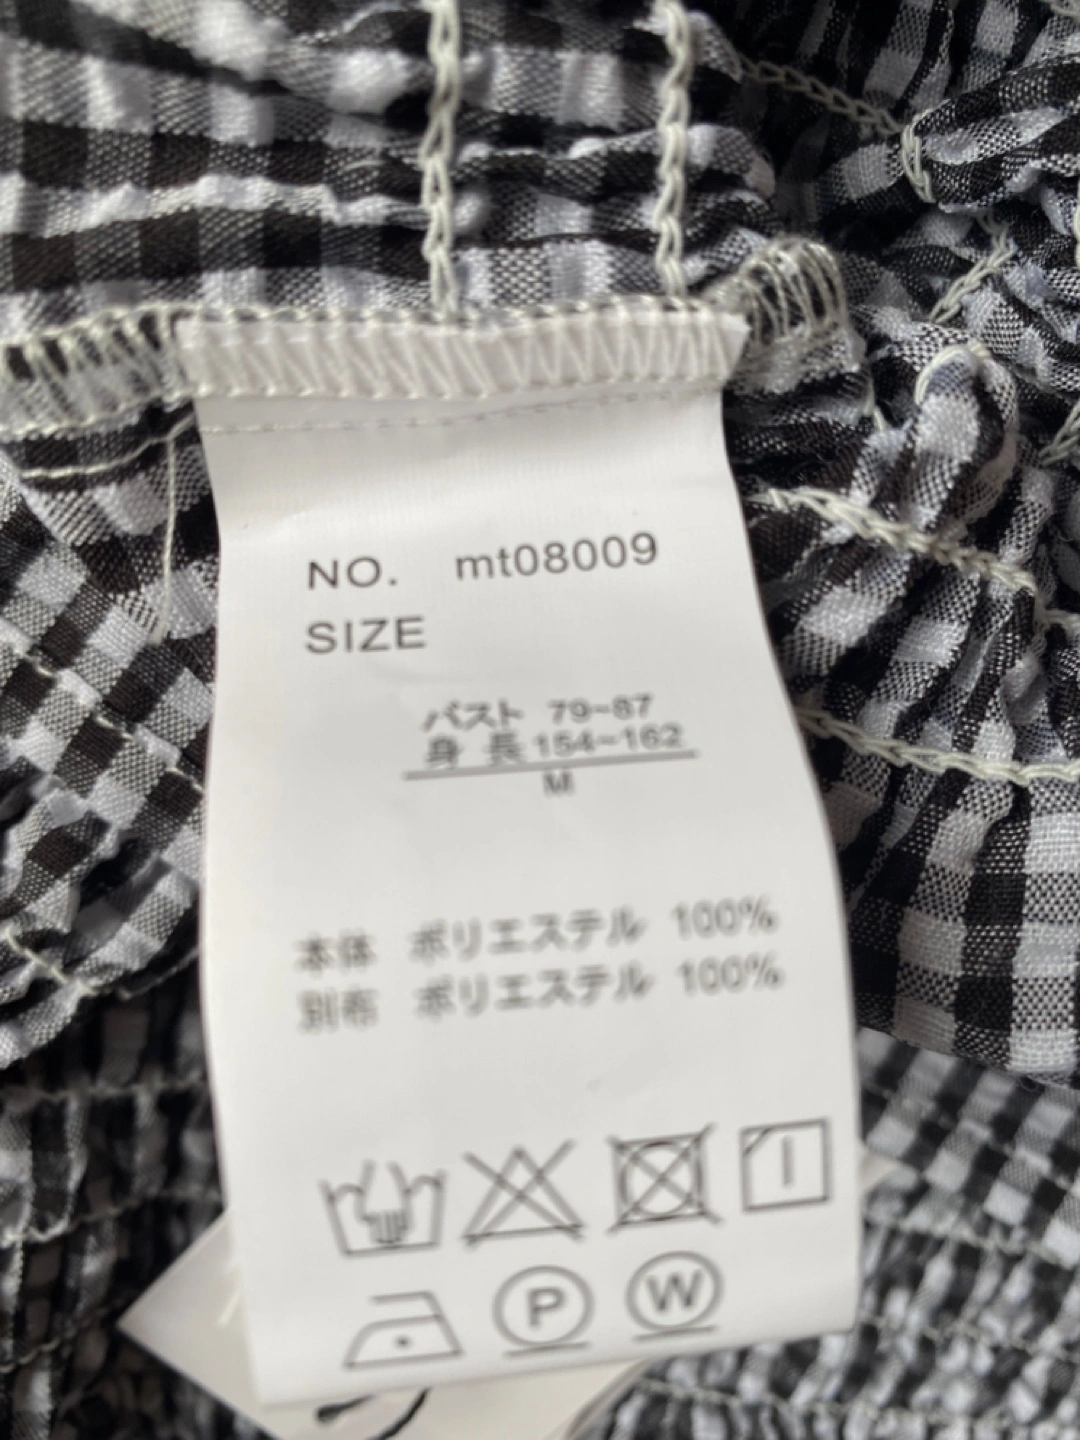 NO. mt08009
SIZE
バスト 79~87
身長 154~162
M
本体 ポリエステル 100%
別布 ポリエステル 100%
P W